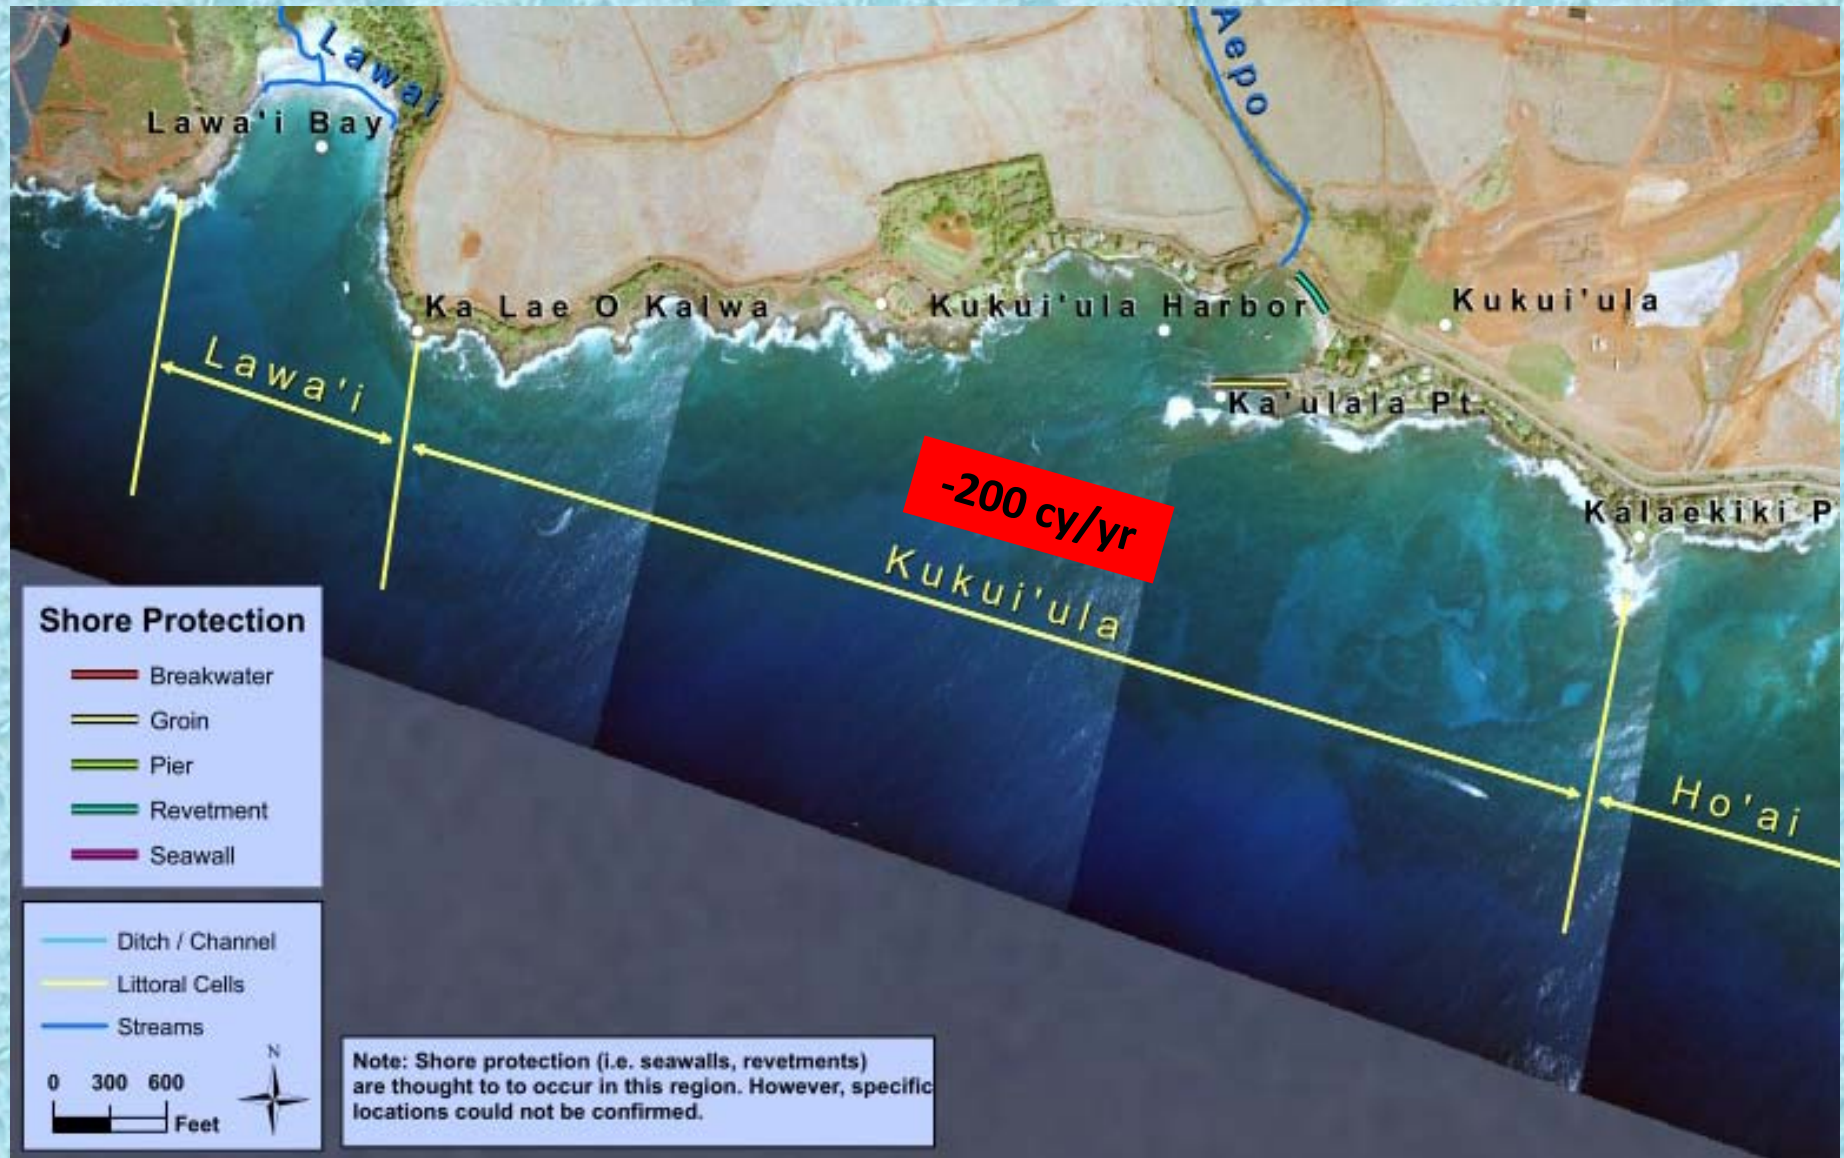 Lawai
Aepo
Lawa'i Bay
Ka Lae O Kalwa
Kukui'ula Harbor
Kukui'ula
Lawa'i
Ka'ulala Pt.
-200 cy/yr
Kalaekiki P
Kukui'ula
Ho'ai
Shore Protection
Breakwater
Groin
Pier
Revetment
Seawall
Ditch / Channel
Littoral Cells
Streams
N
0 300 600
Feet
Note: Shore protection (i.e. seawalls, revetments)
are thought to to occur in this region. However, specific
locations could not be confirmed.